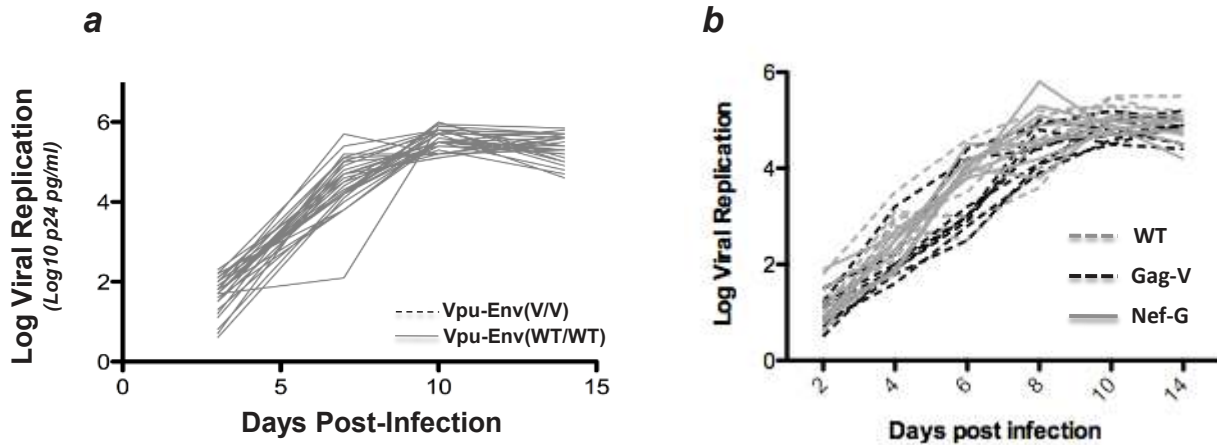 a
Log Viral Replication
(Log10 p24 pg/ml)
6
4
2
0
0 5 10 15
Days Post-Infection
Vpu-Env(V/V)
Vpu-Env(WT/WT)
b
Log Viral Replication
6
4
2
0
2 4 6 8 10 14
Days post infection
WT
Gag-V
Nef-G